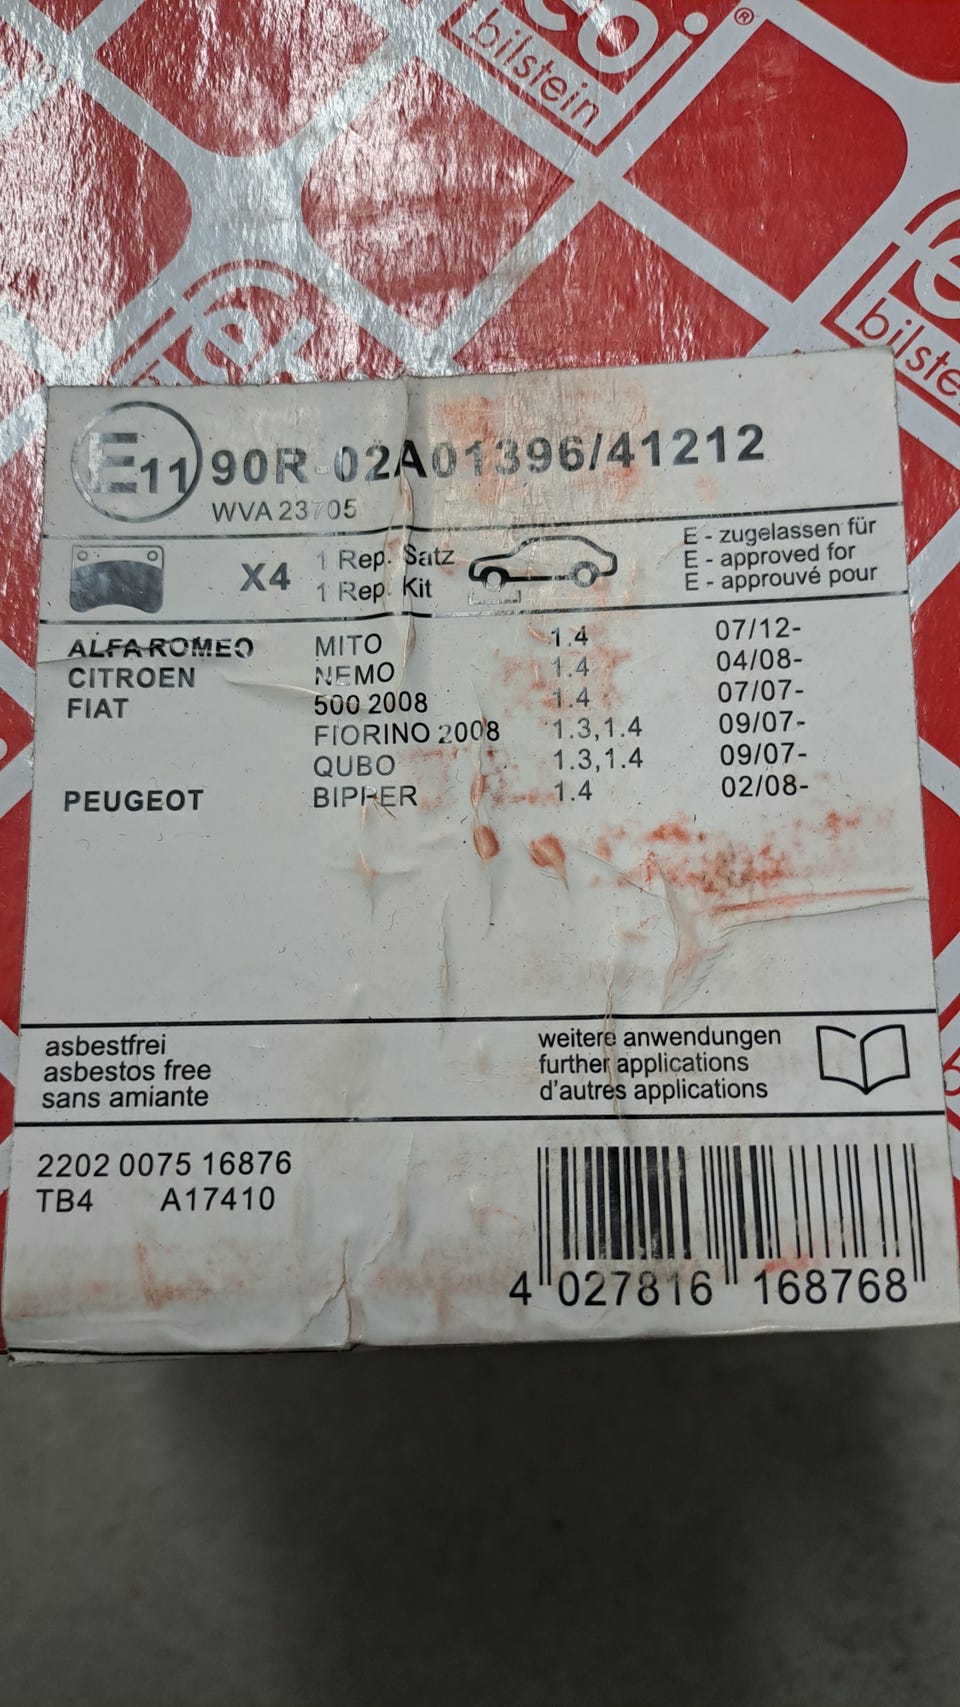 febi®
bilstein
bilstein
E11 90R-02A01396/41212
WVA 23705
X4
1 Rep. Satz
1 Rep. Kit
E - zugelassen für
E - approved for
E - approuvé pour
ALFA ROMEO MITO 1.4 07/12-
CITROEN NEMO 1.4 04/08-
FIAT 500 2008 1.4 07/07-
FIORINO 2008 1.3,1.4 09/07-
QUBO 1.3,1.4 09/07-
PEUGEOT BIPPER 1.4 02/08-
asbestfrei
asbestos free
sans amiante
weitere anwendungen
further applications
d'autres applications
2202 0075 16876
TB4 A17410
4 027816 168768